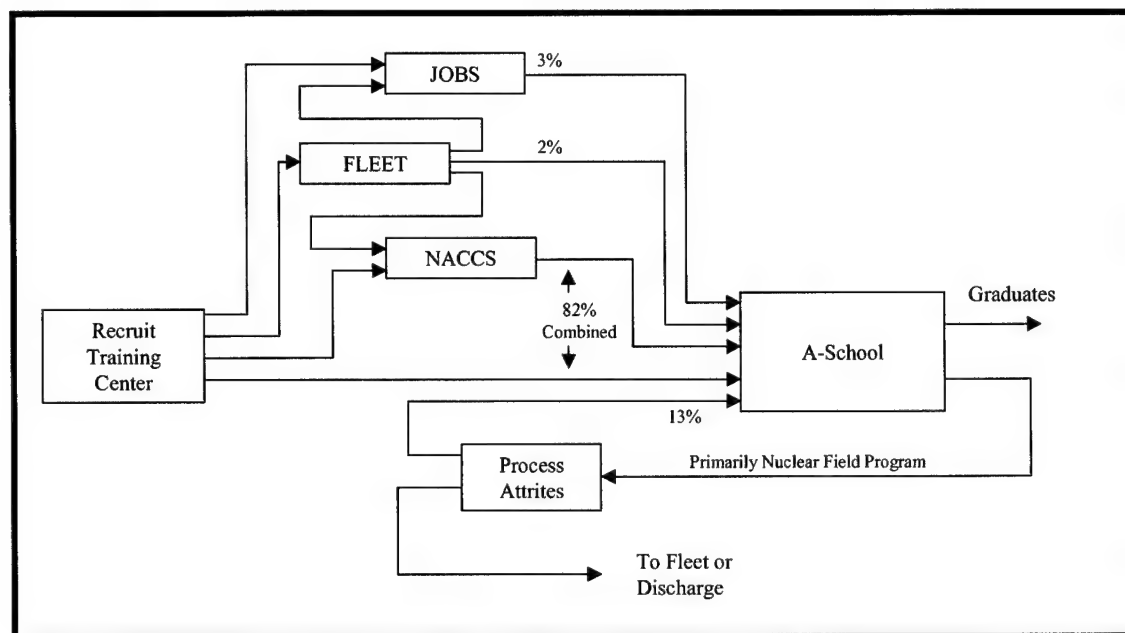 JOBS
3%
FLEET
2%
NACCS
82%
Combined
Recruit
Training
Center
A-School
Graduates
13%
Process
Attrites
Primarily Nuclear Field Program
To Fleet or
Discharge